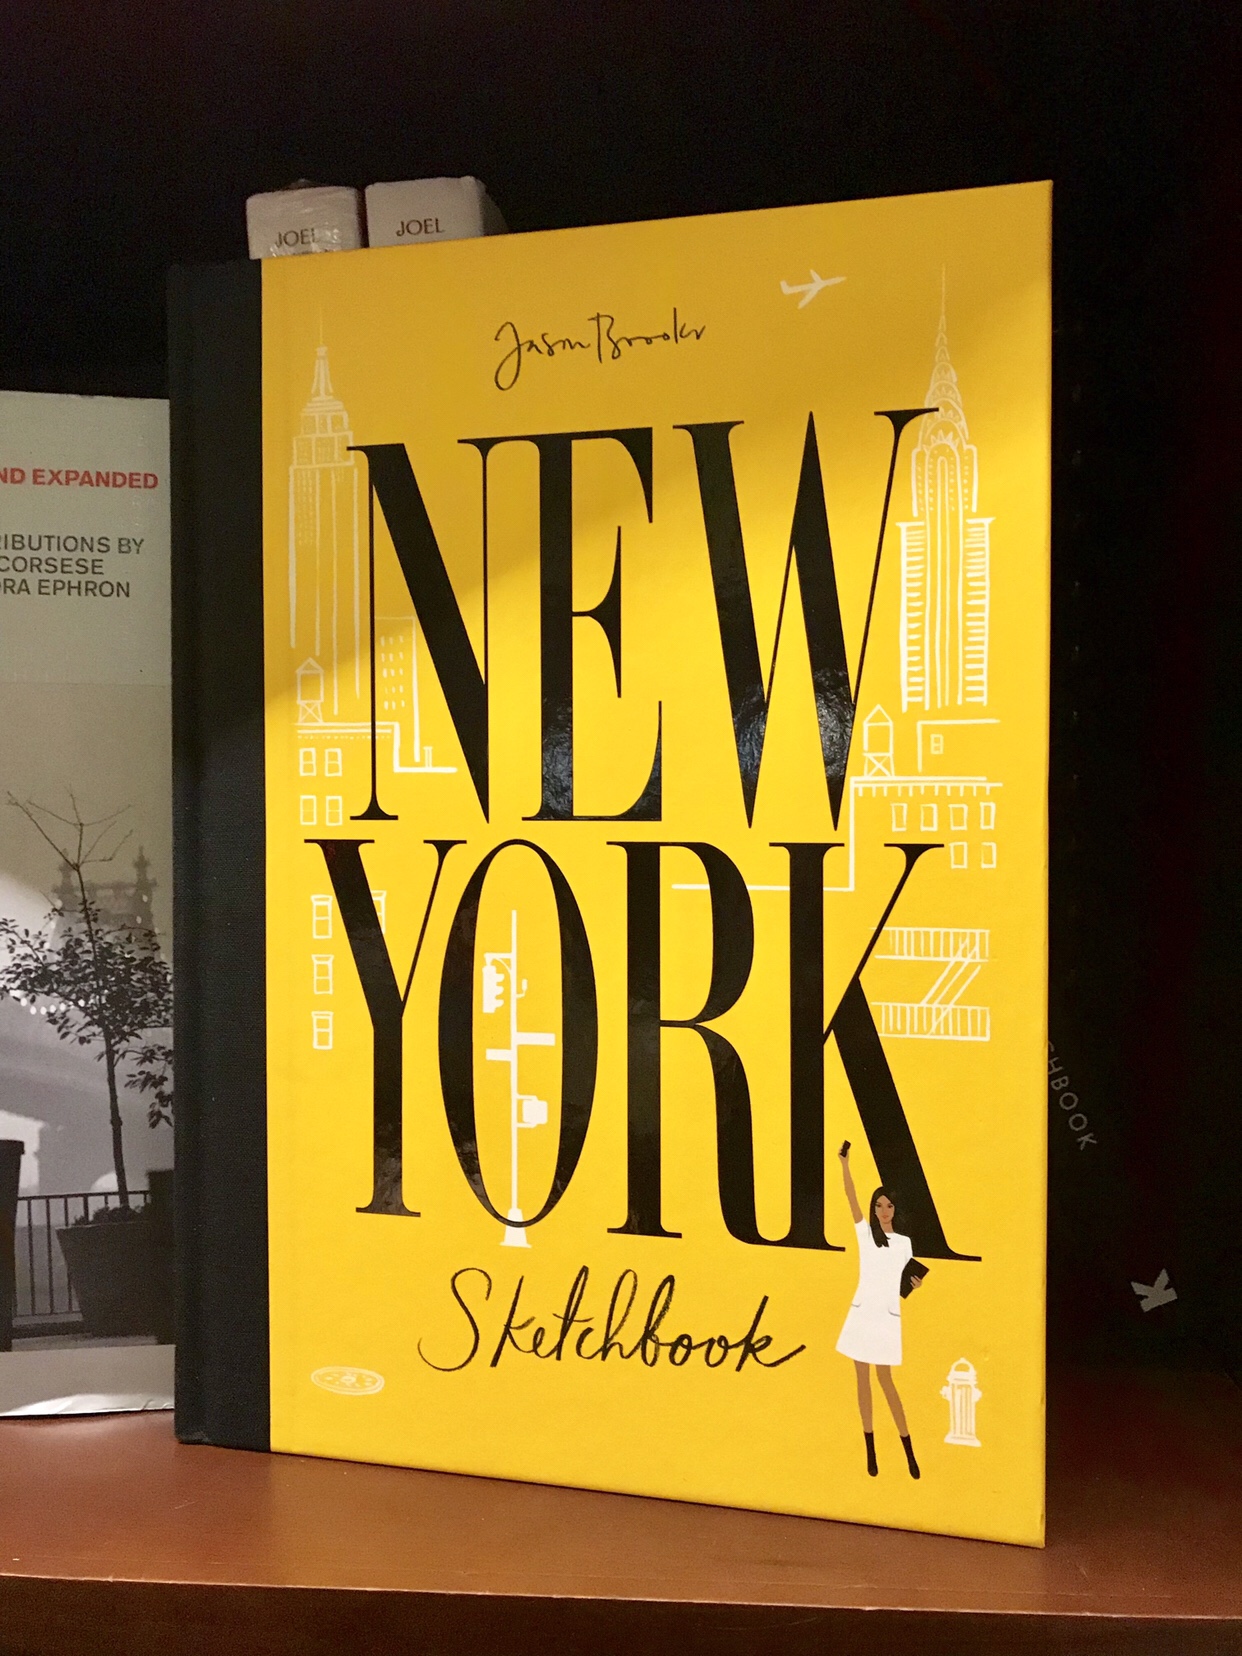 JOEL
JOEL
Jason Brooks
NEW
YORK
Sketchbook
ND EXPANDED
RIBUTIONS BY
CORSESE
ORA EPHRON
CHBOOK